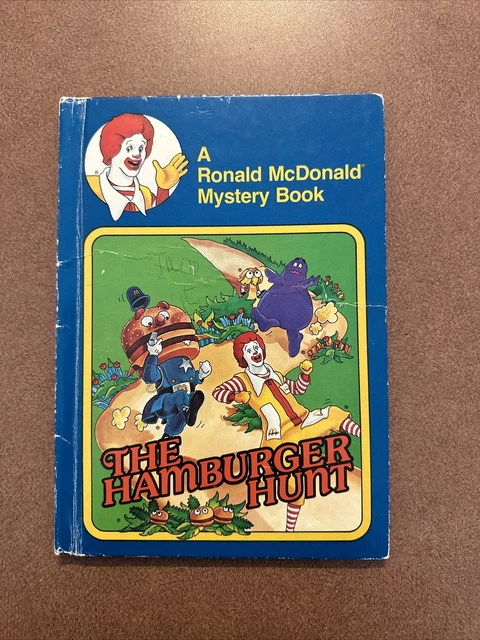 A
Ronald McDonald®
Mystery Book
THE
HAMBURGER
HUNT